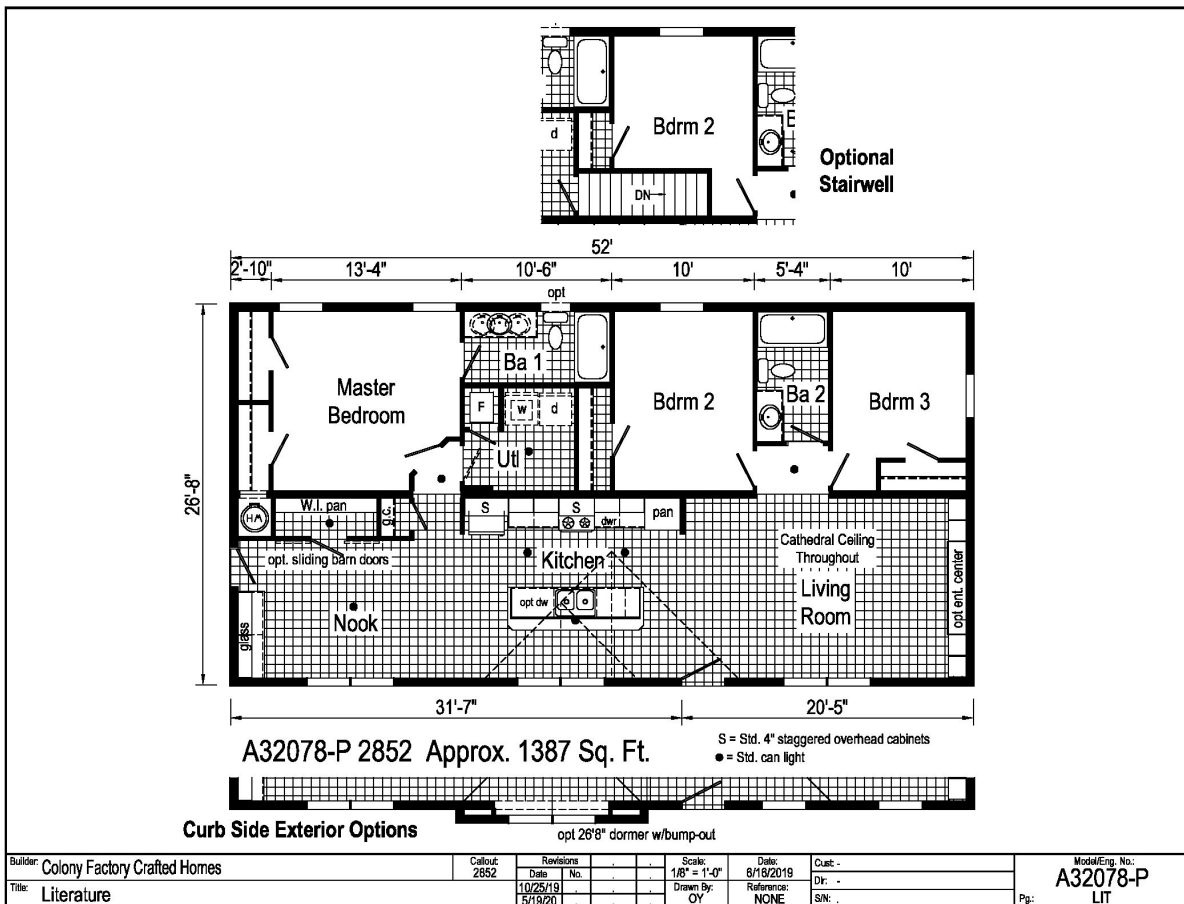 Bdrm 2
d
DN
Optional
Stairwell
52'
2'-10"
13'-4"
10'-6"
10'
5'-4"
10'
opt
26'-8"
Master
Bedroom
Ba 1
F
w
d
Utl
Bdrm 2
Ba 2
Bdrm 3
HW
W.I. pan
g.c.
S
S
dwr
pan
opt. sliding barn doors
Kitchen
Cathedral Ceiling
Throughout
Living
Room
opt ent. center
opt dw
Nook
glass
31'-7"
20'-5"
A32078-P 2852 Approx. 1387 Sq. Ft.
S = Std. 4" staggered overhead cabinets
● = Std. can light
Curb Side Exterior Options
opt 26'8" dormer w/bump-out
Builder: Colony Factory Crafted Homes
Title: Literature
Callout:
2852
Revisions
Date No.
10/25/19
5/19/20
Scale:
1/8" = 1'-0"
Drawn By:
OY
Date:
6/16/2019
Reference:
NONE
Cust: -
Dlr: -
S/N: .
Model/Eng. No.:
A32078-P
Pg.: LIT